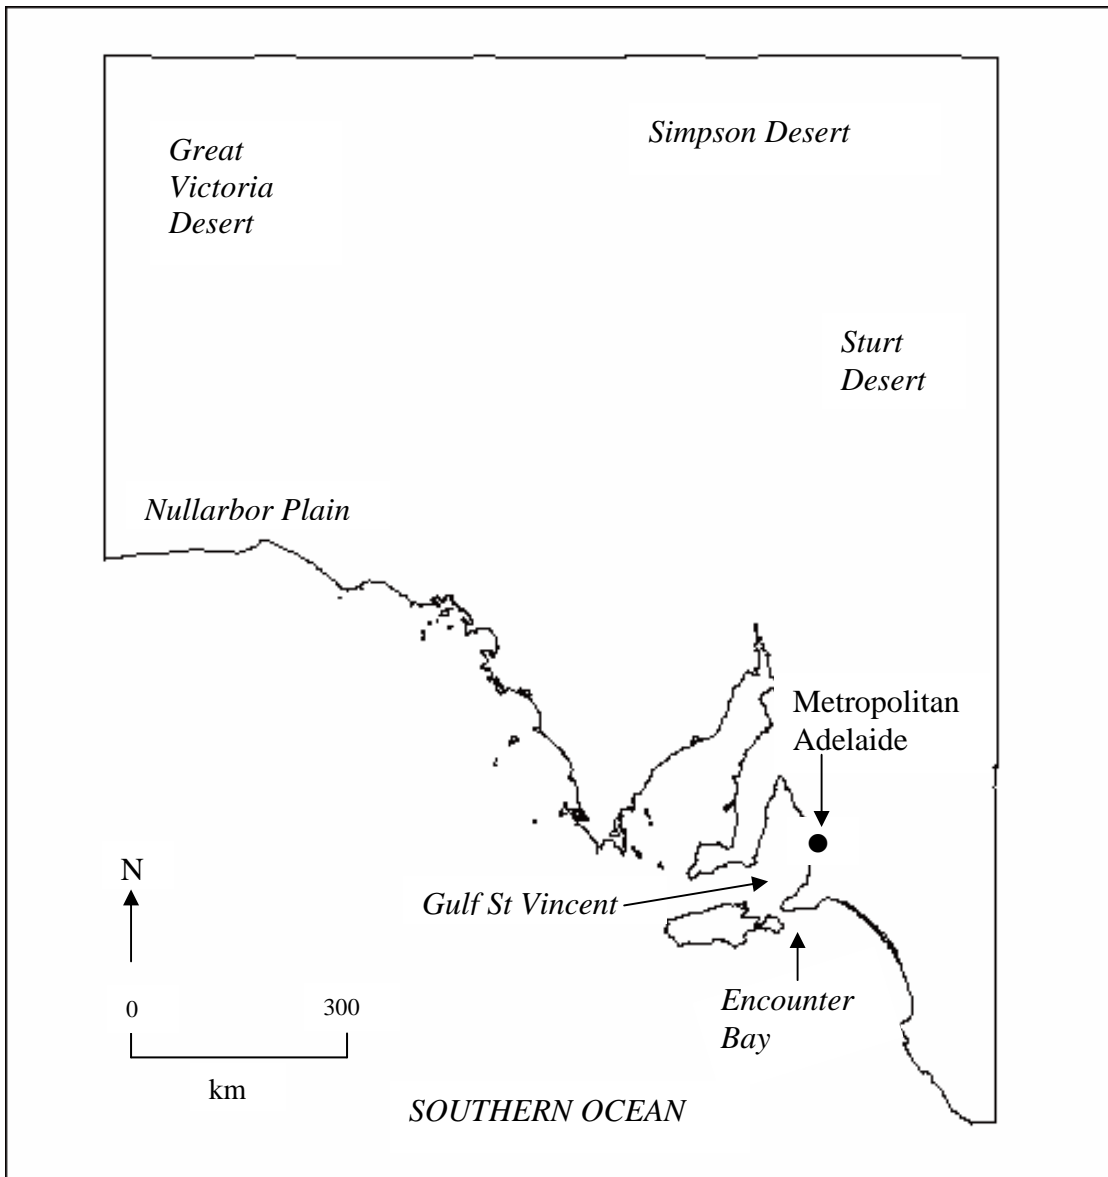 Simpson Desert
Great
Victoria
Desert
Sturt
Desert
Nullarbor Plain
Metropolitan
Adelaide
N
Gulf St Vincent
Encounter
Bay
0 300
km
SOUTHERN OCEAN